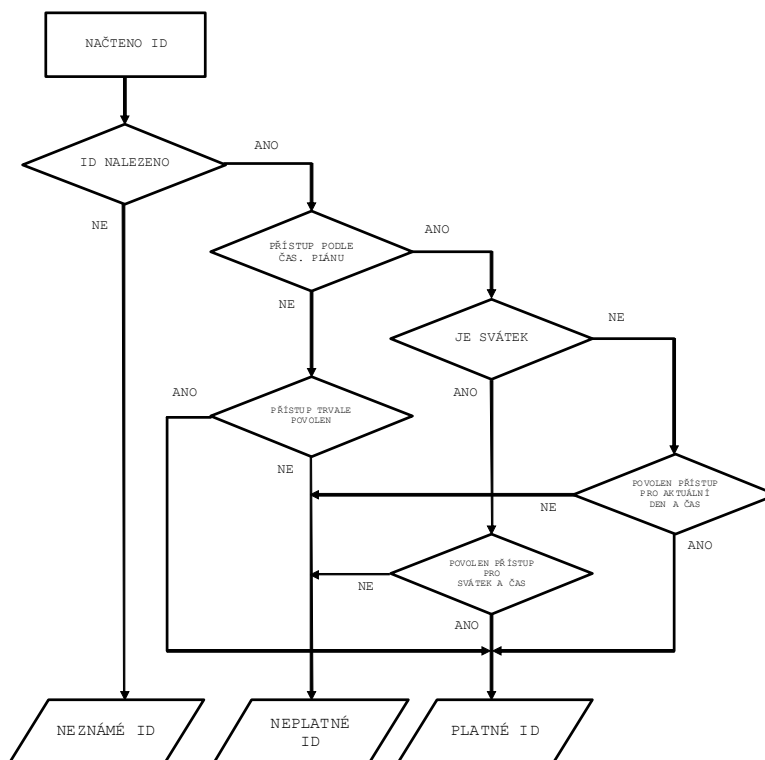 NAČTENO ID
ID NALEZENO
ANO
NE
PŘÍSTUP PODLE
ČAS. PLÁNU
ANO
NE
JE SVÁTEK
NE
ANO
ANO
PŘÍSTUP TRVALE
POVOLEN
NE
POVOLEN PŘÍSTUP
PRO AKTUÁLNÍ
DEN A ČAS
NE
ANO
POVOLEN PŘÍSTUP
PRO
SVÁTEK A ČAS
NE
ANO
NEZNÁMÉ ID
NEPLATNÉ
ID
PLATNÉ ID